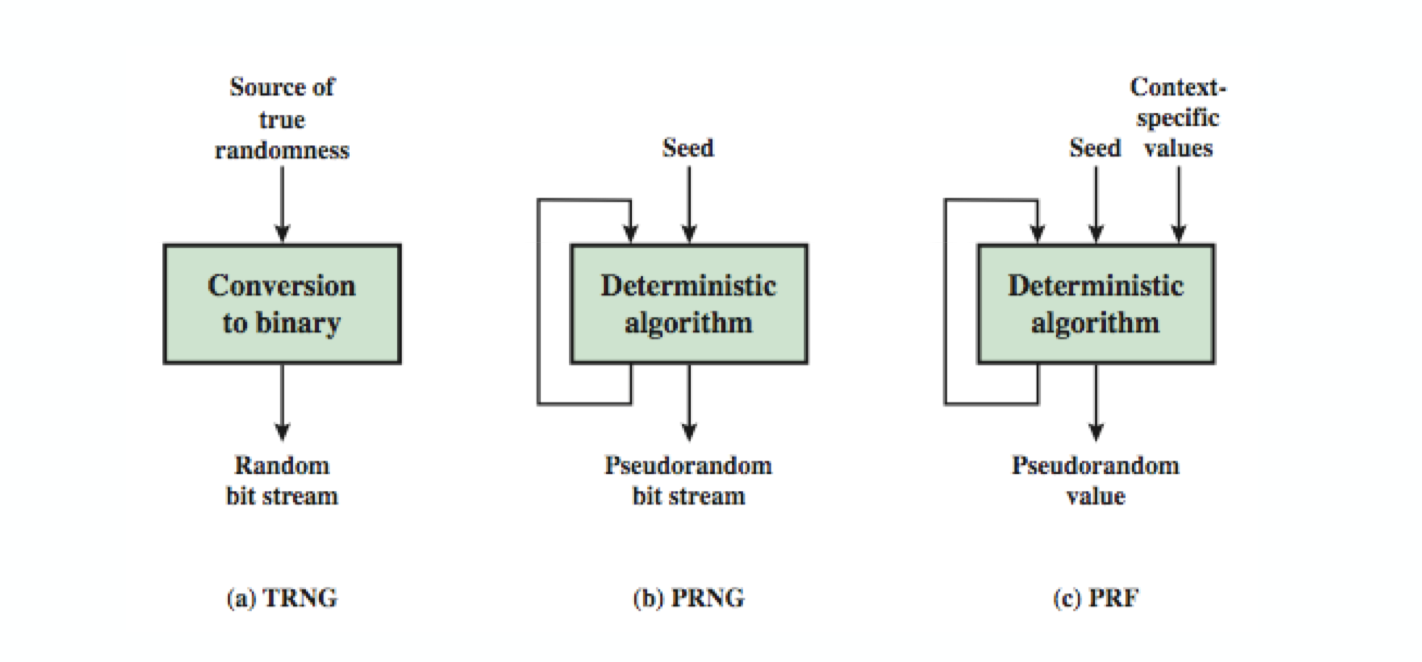 Source of
true
randomness
Conversion
to binary
Random
bit stream
(a) TRNG
Seed
Deterministic
algorithm
Pseudorandom
bit stream
(b) PRNG
Context-
specific
Seed values
Deterministic
algorithm
Pseudorandom
value
(c) PRF